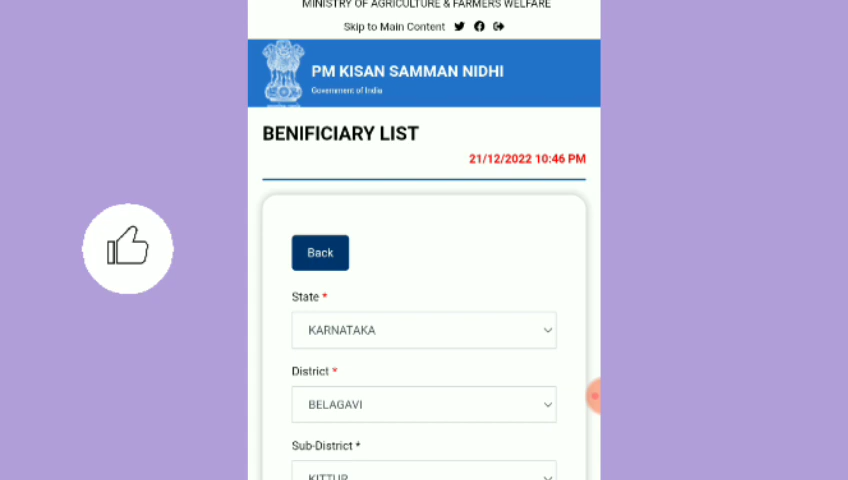 MINISTRY OF AGRICULTURE & FARMERS WELFARE
Skip to Main Content
PM KISAN SAMMAN NIDHI
Government of India
BENIFICIARY LIST
21/12/2022 10:46 PM
Back
State *
KARNATAKA
District *
BELAGAVI
Sub-District *
KITTUR